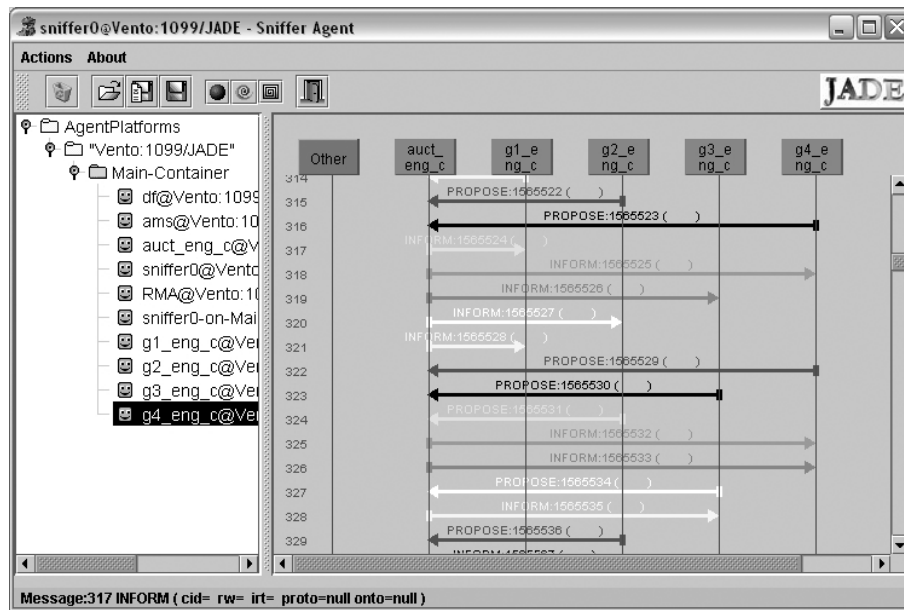 sniffer0@Vento:1099/JADE - Sniffer Agent
Actions About
JADE
AgentPlatforms
"Vento:1099/JADE"
Main-Container
df@Vento:1099
ams@Vento:10
auct_eng_c@V
sniffer0@Vento
RMA@Vento:10
sniffer0-on-Mai
g1_eng_c@Ve
g2_eng_c@Ve
g3_eng_c@Ve
g4_eng_c@Ve
Other
auct_
eng_c
g1_e
ng_c
g2_e
ng_c
g3_e
ng_c
g4_e
ng_c
314
315 PROPOSE:1565522 ( )
316 PROPOSE:1565523 ( )
317 INFORM:1565524 ( )
318 INFORM:1565525 ( )
319 INFORM:1565526 ( )
320 INFORM:1565527 ( )
321 INFORM:1565528 ( )
322 PROPOSE:1565529 ( )
323 PROPOSE:1565530 ( )
324 PROPOSE:1565531 ( )
325 INFORM:1565532 ( )
326 INFORM:1565533 ( )
327 PROPOSE:1565534 ( )
328 INFORM:1565535 ( )
329 PROPOSE:1565536 ( )
Message:317 INFORM ( cid= rw= irt= proto=null onto=null )